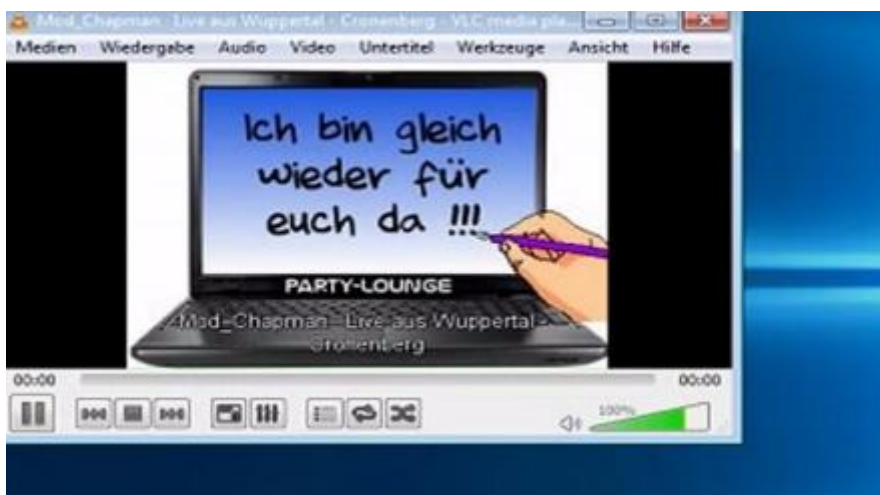 Mod_Chapman - Live aus Wuppertal - Cronenberg - VLC media pla...
Medien Wiedergabe Audio Video Untertitel Werkzeuge Ansicht Hilfe
Ich bin gleich
wieder für
euch da !!!
PARTY-LOUNGE
Mod_Chapman - Live aus Wuppertal -
Cronenberg
00:00 00:00
100%